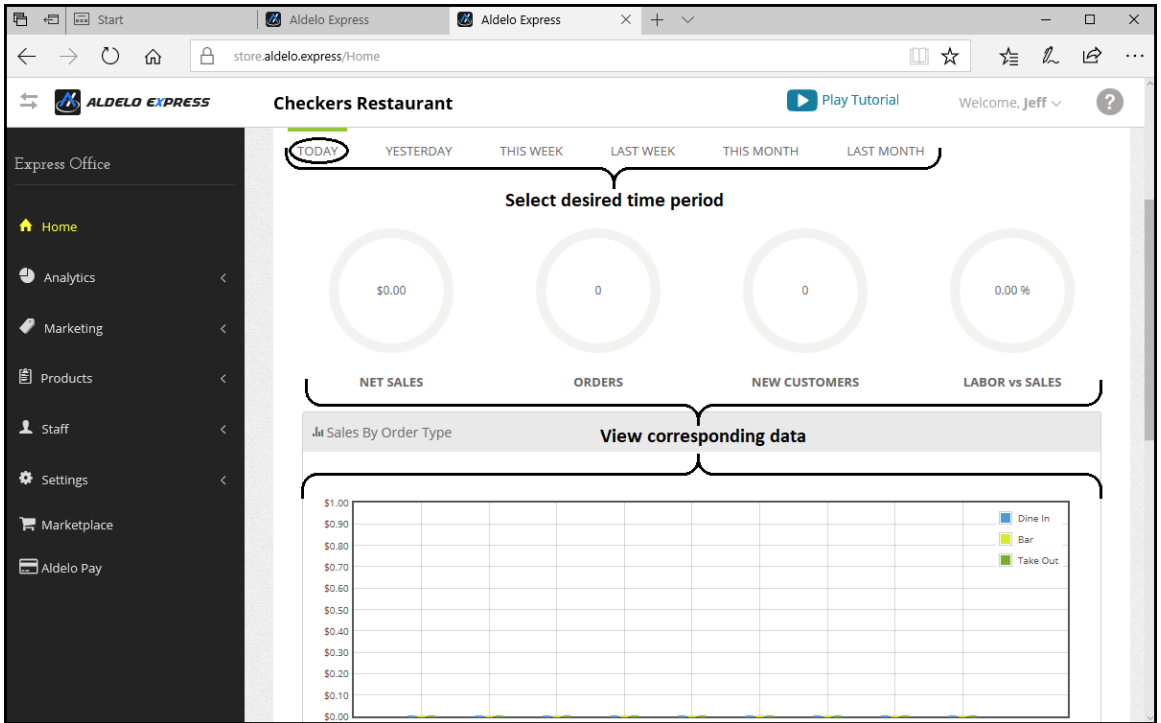 Start
Aldelo Express
Aldelo Express
store.aldelo.express/Home
ALDELO EXPRESS
Checkers Restaurant
Play Tutorial
Welcome, Jeff
?
Express Office
Home
Analytics
Marketing
Products
Staff
Settings
Marketplace
Aldelo Pay
TODAY YESTERDAY THIS WEEK LAST WEEK THIS MONTH LAST MONTH
Select desired time period
$0.00 0 0 0.00 %
NET SALES ORDERS NEW CUSTOMERS LABOR vs SALES
Sales By Order Type
View corresponding data
$1.00
$0.90
$0.80
$0.70
$0.60
$0.50
$0.40
$0.30
$0.20
$0.10
$0.00
Dine In
Bar
Take Out